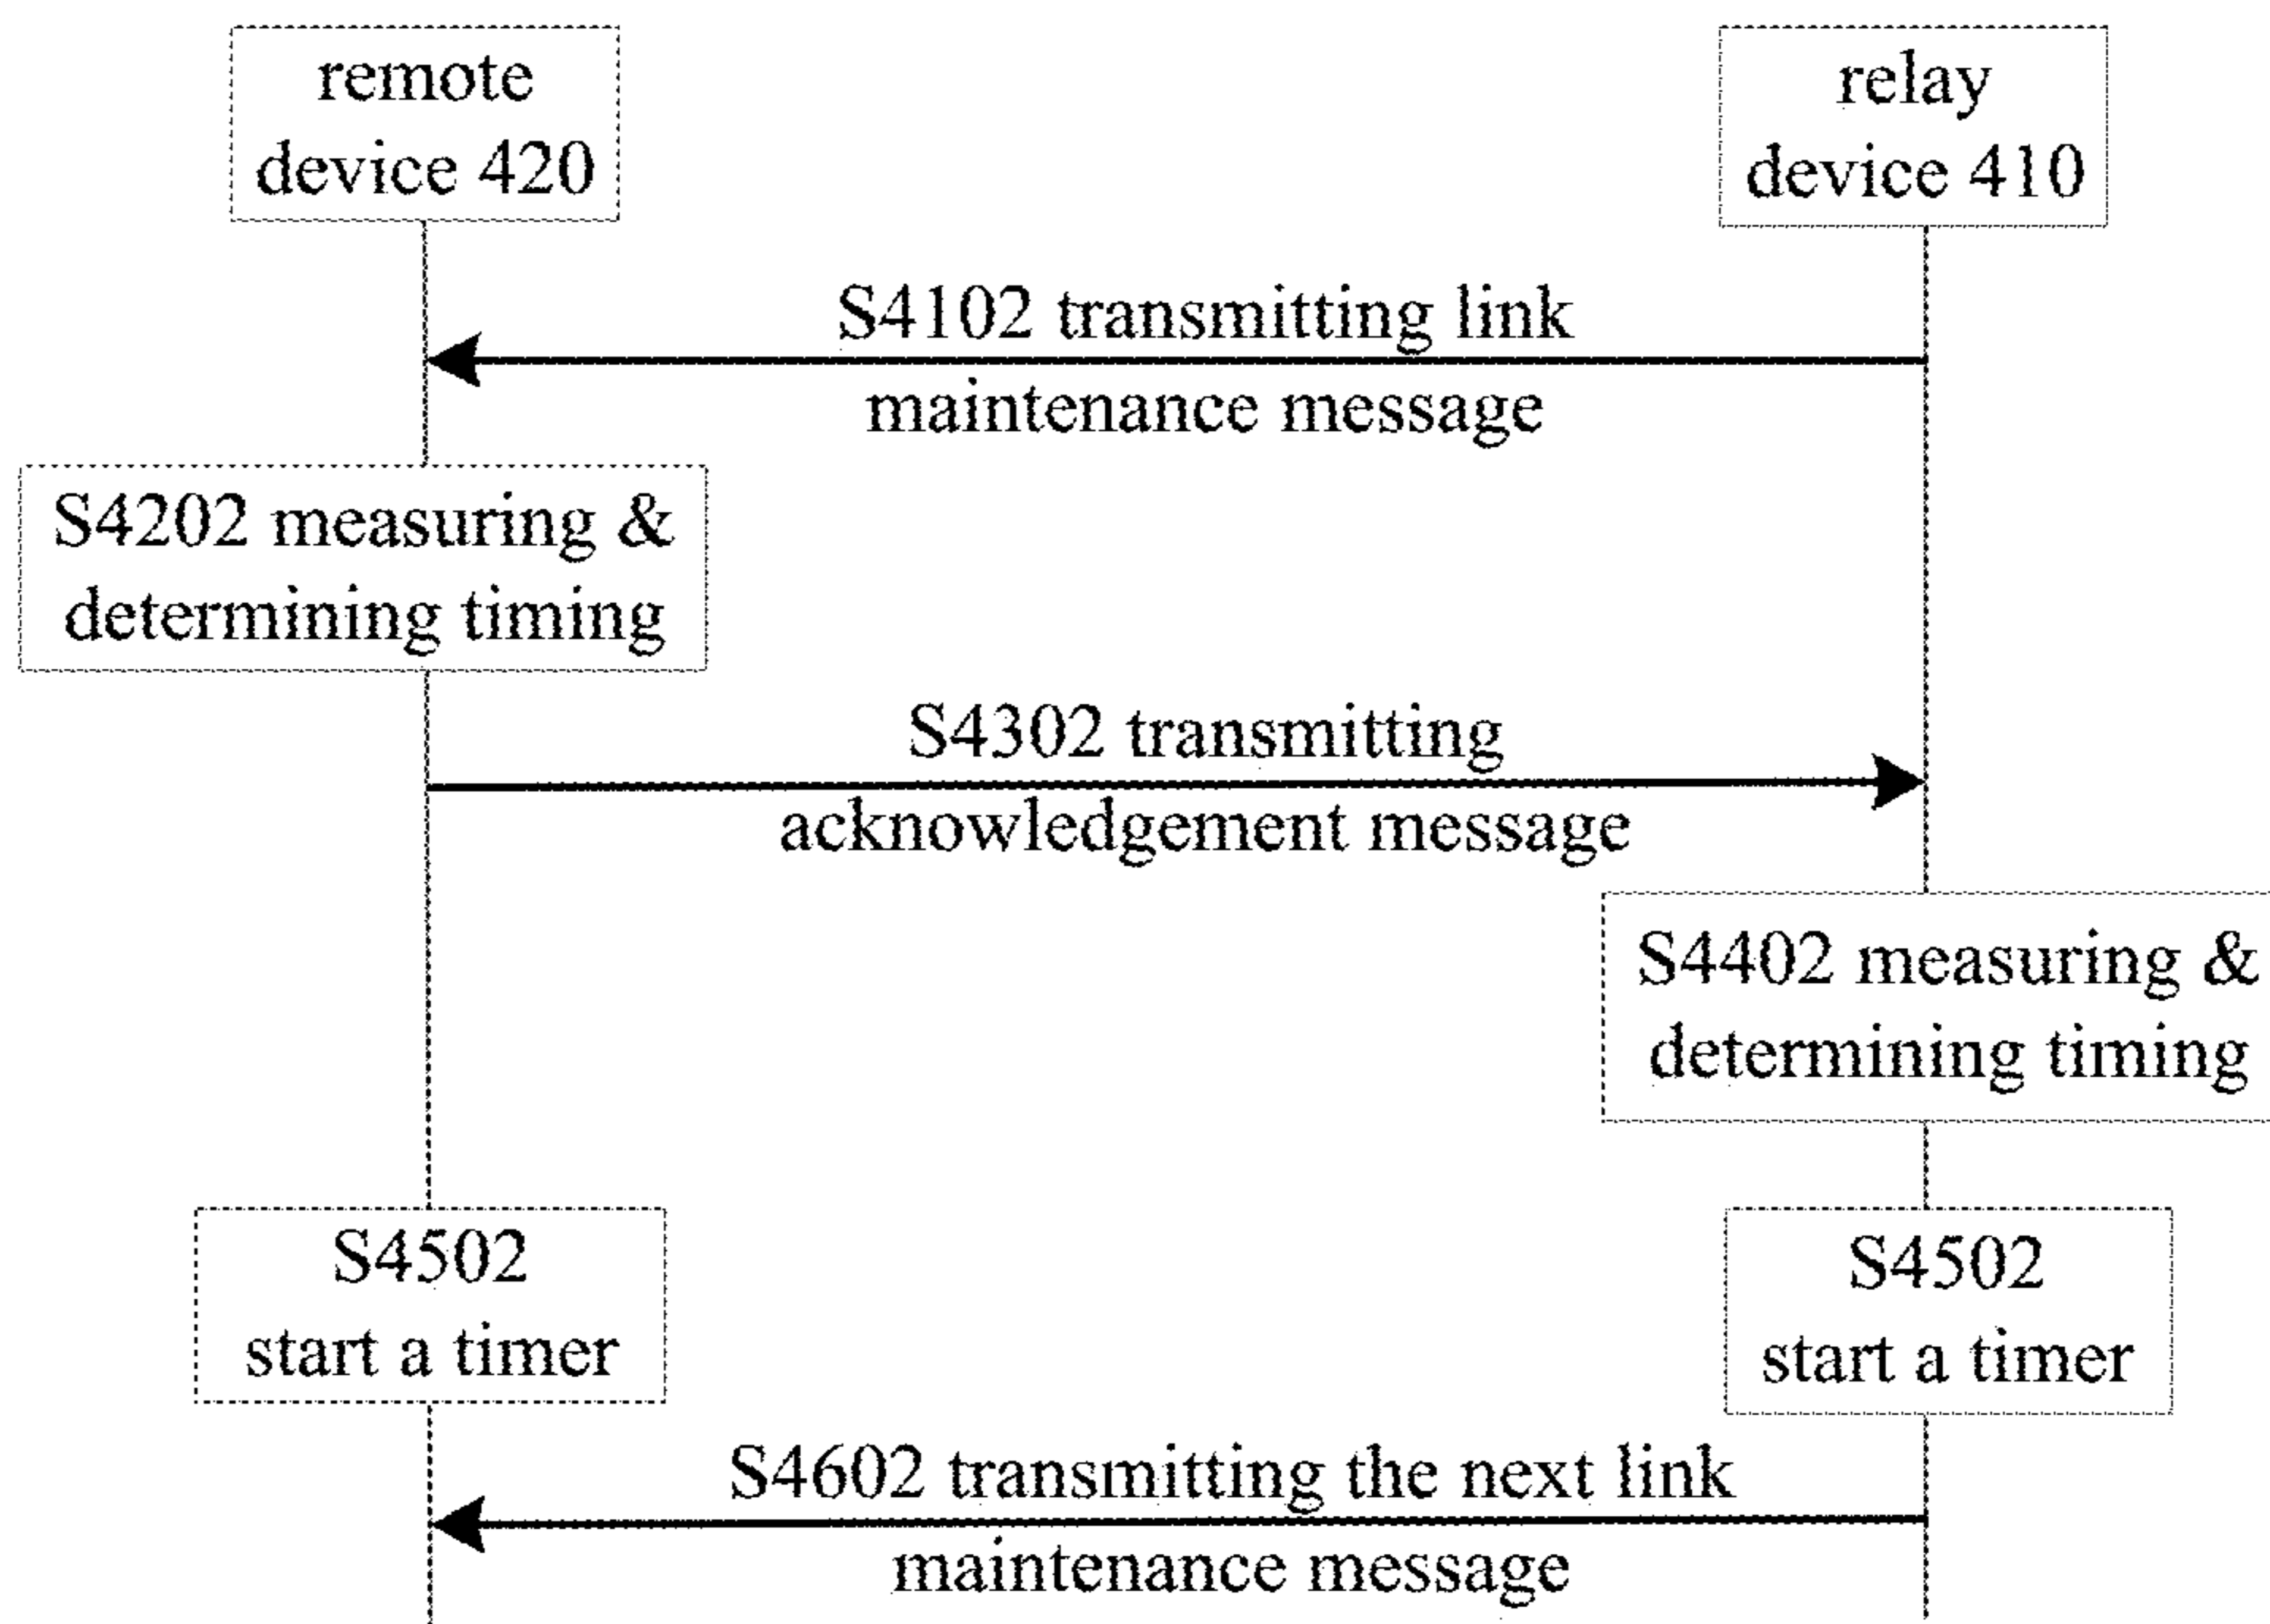 remote
device 420
relay
device 410
S4102 transmitting link
maintenance message
S4202 measuring &
determining timing
S4302 transmitting
acknowledgement message
S4402 measuring &
determining timing
S4502
start a timer
S4502
start a timer
S4602 transmitting the next link
maintenance message